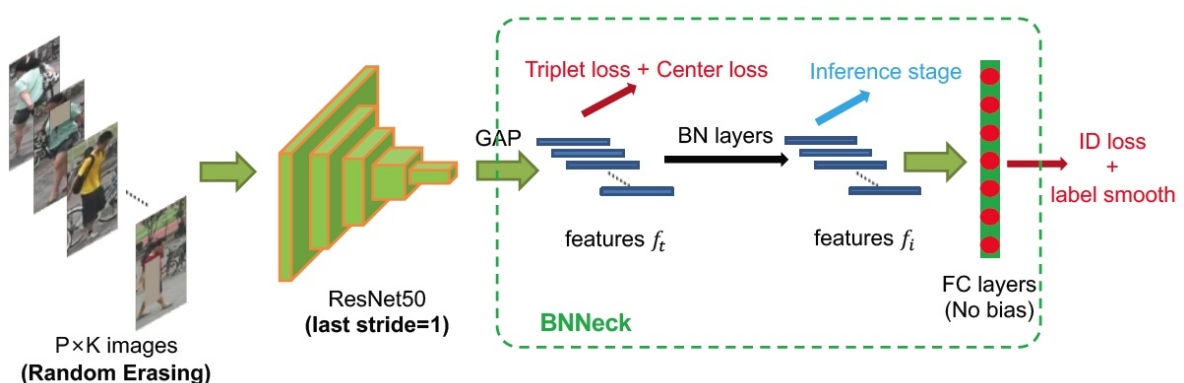 P×K images
(Random Erasing)
ResNet50
(last stride=1)
GAP
Triplet loss + Center loss
features f_t
BN layers
Inference stage
features f_i
BNNeck
FC layers
(No bias)
ID loss
+
label smooth